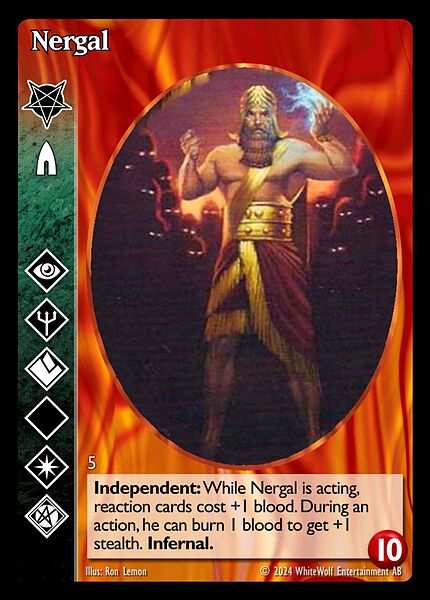 Nergal
5
Independent: While Nergal is acting,
reaction cards cost +1 blood. During an
action, he can burn 1 blood to get +1
stealth. Infernal.
10
Illus: Ron Lemon © 2024 WhiteWolf Entertainment AB